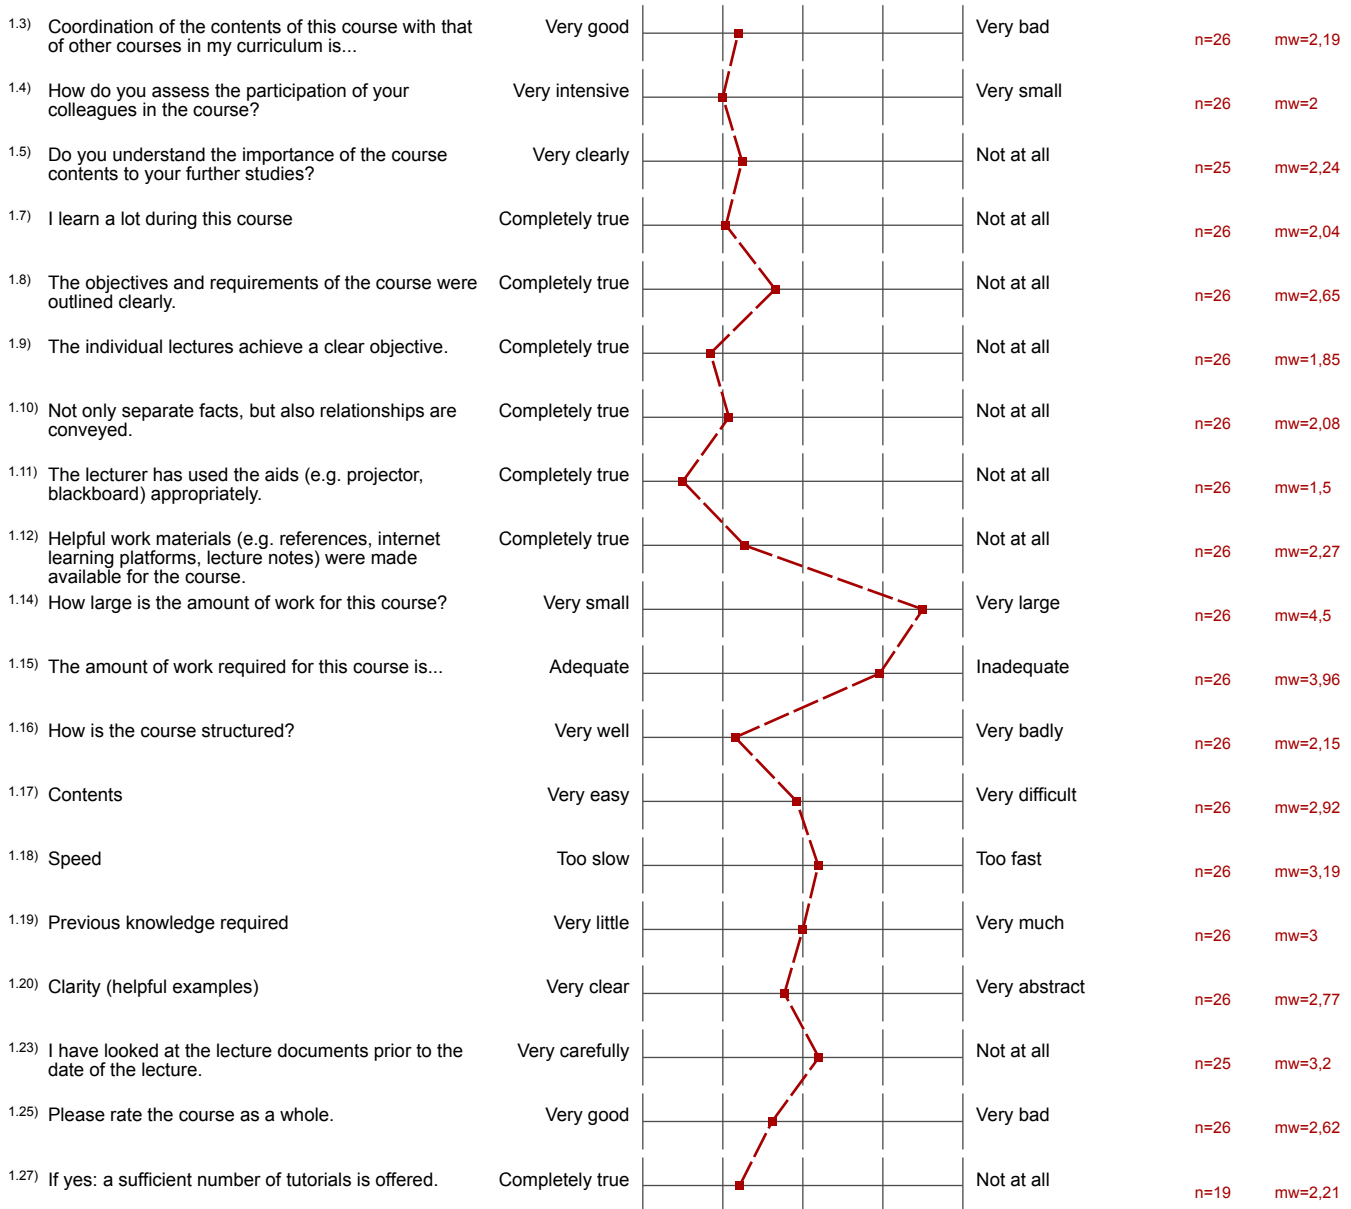 1.3) Coordination of the contents of this course with that Very good Very bad
of other courses in my curriculum is... n=26 mw=2,19
1.4) How do you assess the participation of your Very intensive Very small
colleagues in the course? n=26 mw=2
1.5) Do you understand the importance of the course Very clearly Not at all
contents to your further studies? n=25 mw=2,24
1.7) I learn a lot during this course Completely true Not at all
n=26 mw=2,04
1.8) The objectives and requirements of the course were Completely true Not at all
outlined clearly. n=26 mw=2,65
1.9) The individual lectures achieve a clear objective. Completely true Not at all
n=26 mw=1,85
1.10) Not only separate facts, but also relationships are Completely true Not at all
conveyed. n=26 mw=2,08
1.11) The lecturer has used the aids (e.g. projector, Completely true Not at all
blackboard) appropriately. n=26 mw=1,5
1.12) Helpful work materials (e.g. references, internet Completely true Not at all
learning platforms, lecture notes) were made n=26 mw=2,27
available for the course.
1.14) How large is the amount of work for this course? Very small Very large
n=26 mw=4,5
1.15) The amount of work required for this course is... Adequate Inadequate
n=26 mw=3,96
1.16) How is the course structured? Very well Very badly
n=26 mw=2,15
1.17) Contents Very easy Very difficult
n=26 mw=2,92
1.18) Speed Too slow Too fast
n=26 mw=3,19
1.19) Previous knowledge required Very little Very much
n=26 mw=3
1.20) Clarity (helpful examples) Very clear Very abstract
n=26 mw=2,77
1.23) I have looked at the lecture documents prior to the Very carefully Not at all
date of the lecture. n=25 mw=3,2
1.25) Please rate the course as a whole. Very good Very bad
n=26 mw=2,62
1.27) If yes: a sufficient number of tutorials is offered. Completely true Not at all
n=19 mw=2,21